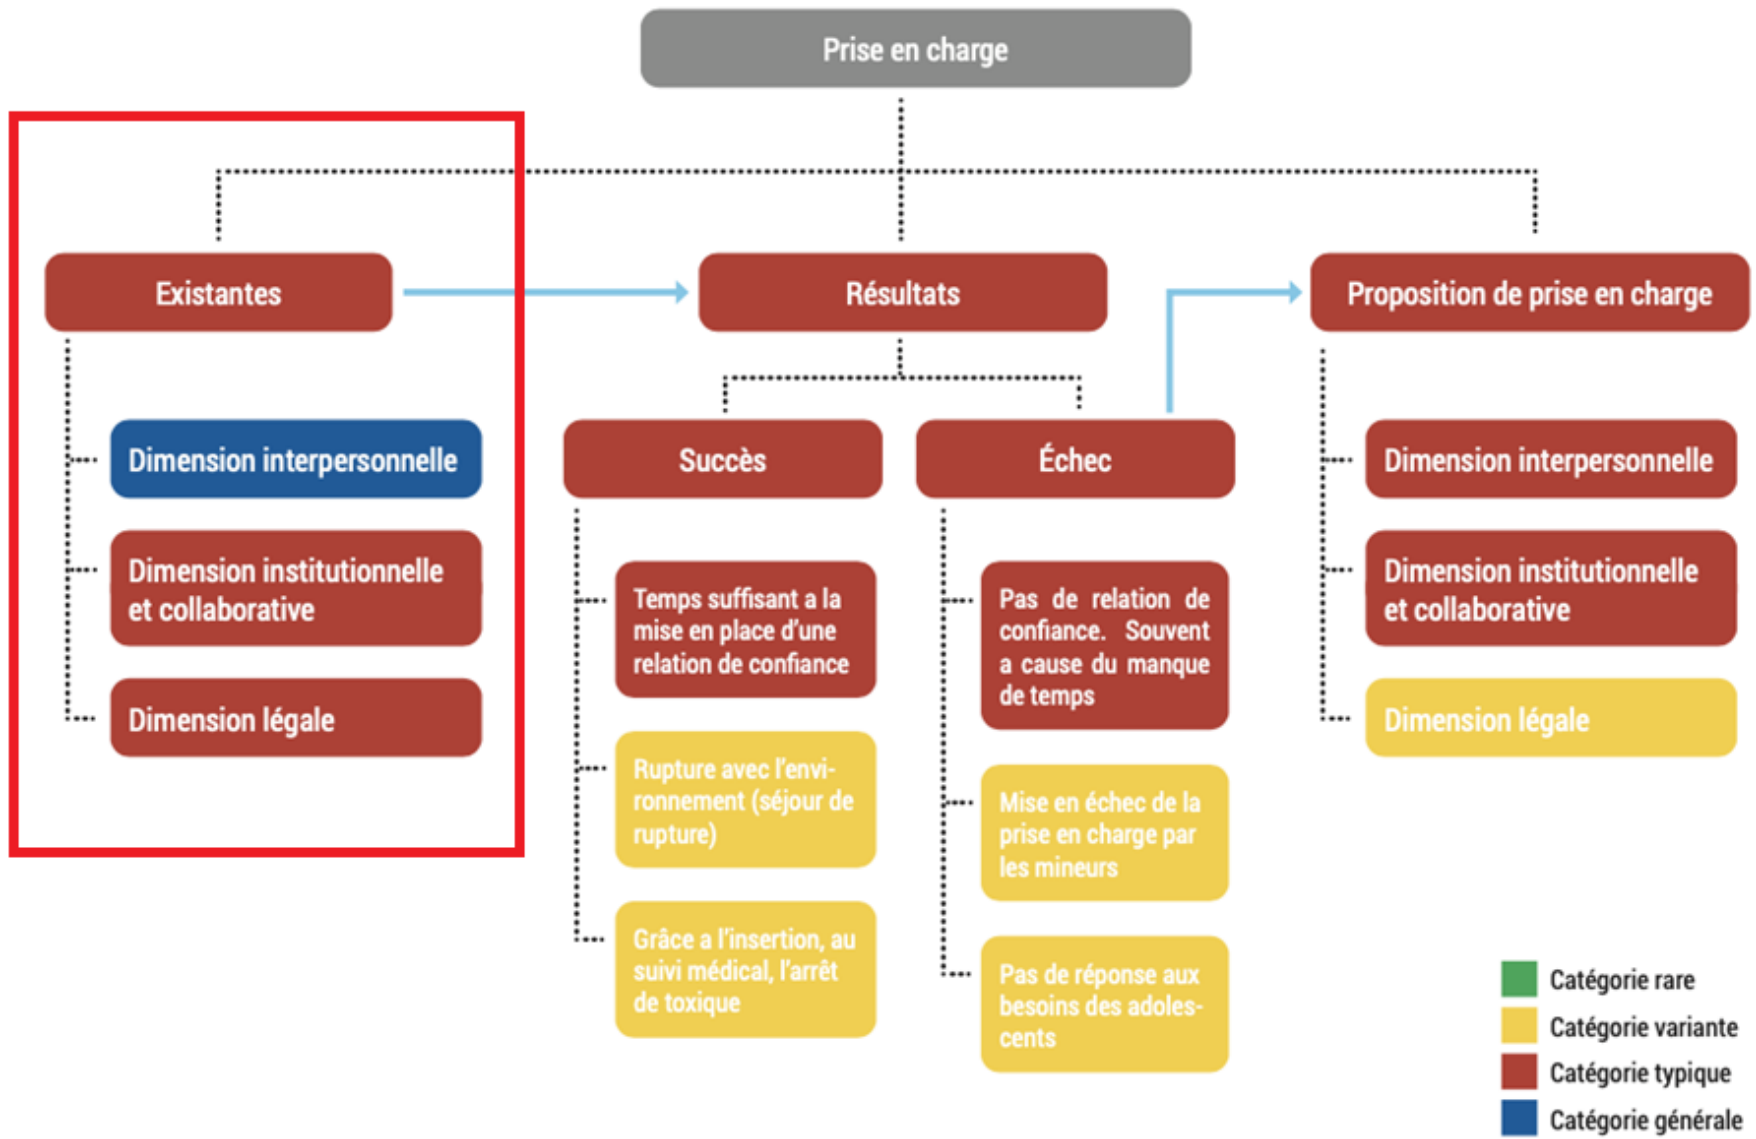 Prise en charge
Existantes
Résultats
Proposition de prise en charge
Dimension interpersonnelle
Dimension institutionnelle
et collaborative
Dimension légale
Succès
Échec
Temps suffisant a la
mise en place d'une
relation de confiance
Rupture avec l'envi-
ronnement (séjour de
rupture)
Grâce a l'insertion, au
suivi médical, l'arrêt
de toxique
Pas de relation de
confiance. Souvent
a cause du manque
de temps
Mise en échec de la
prise en charge par
les mineurs
Pas de réponse aux
besoins des adoles-
cents
Dimension interpersonnelle
Dimension institutionnelle
et collaborative
Dimension légale
Catégorie rare
Catégorie variante
Catégorie typique
Catégorie générale